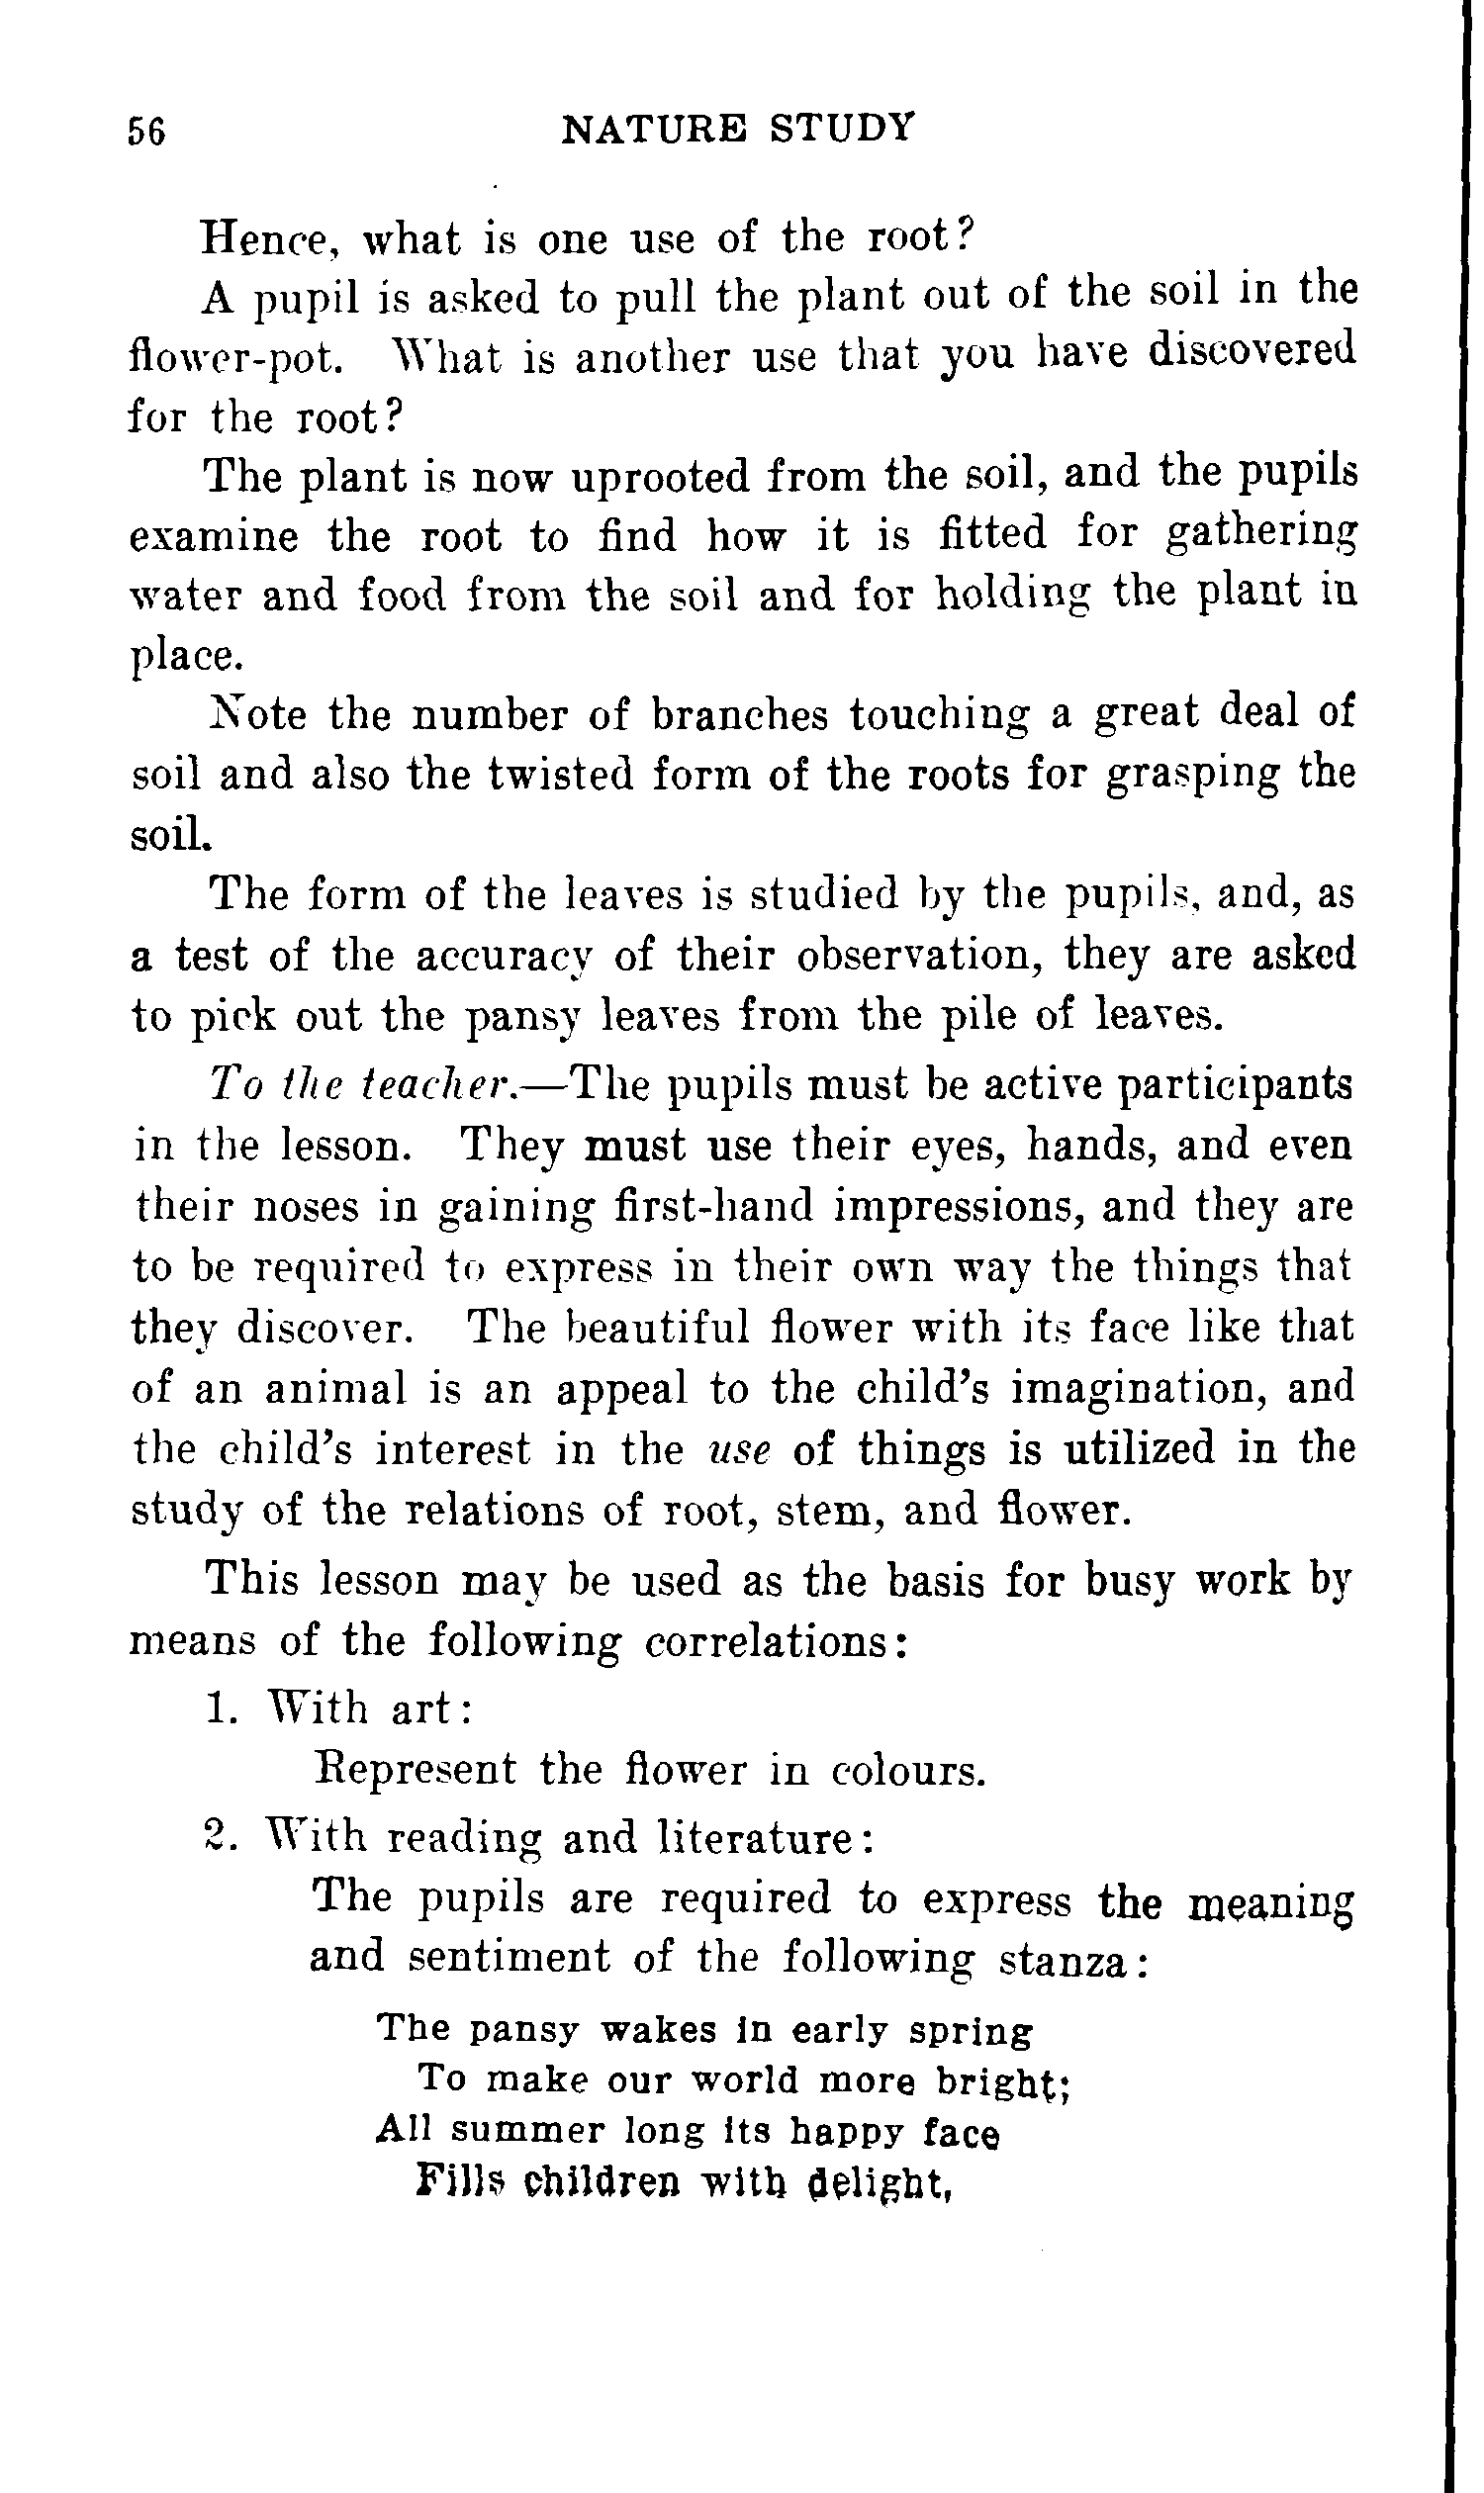 56 NATURE STUDY
Hence, what is one use of the root?
A pupil is asked to pull the plant out of the soil in the
flower-pot. What is another use that you have discovered
for the root?
The plant is now uprooted from the soil, and the pupils
examine the root to find how it is fitted for gathering
water and food from the soil and for holding the plant in
place.
Note the number of branches touching a great deal of
soil and also the twisted form of the roots for grasping the
soil.
The form of the leaves is studied by the pupils, and, as
a test of the accuracy of their observation, they are asked
to pick out the pansy leaves from the pile of leaves.
To the teacher.—The pupils must be active participants
in the lesson. They must use their eyes, hands, and even
their noses in gaining first-hand impressions, and they are
to be required to express in their own way the things that
they discover. The beautiful flower with its face like that
of an animal is an appeal to the child's imagination, and
the child's interest in the use of things is utilized in the
study of the relations of root, stem, and flower.
This lesson may be used as the basis for busy work by
means of the following correlations:
1. With art:
Represent the flower in colours.
2. With reading and literature:
The pupils are required to express the meaning
and sentiment of the following stanza:
The pansy wakes in early spring
To make our world more bright;
All summer long its happy face
Fills children with delight,